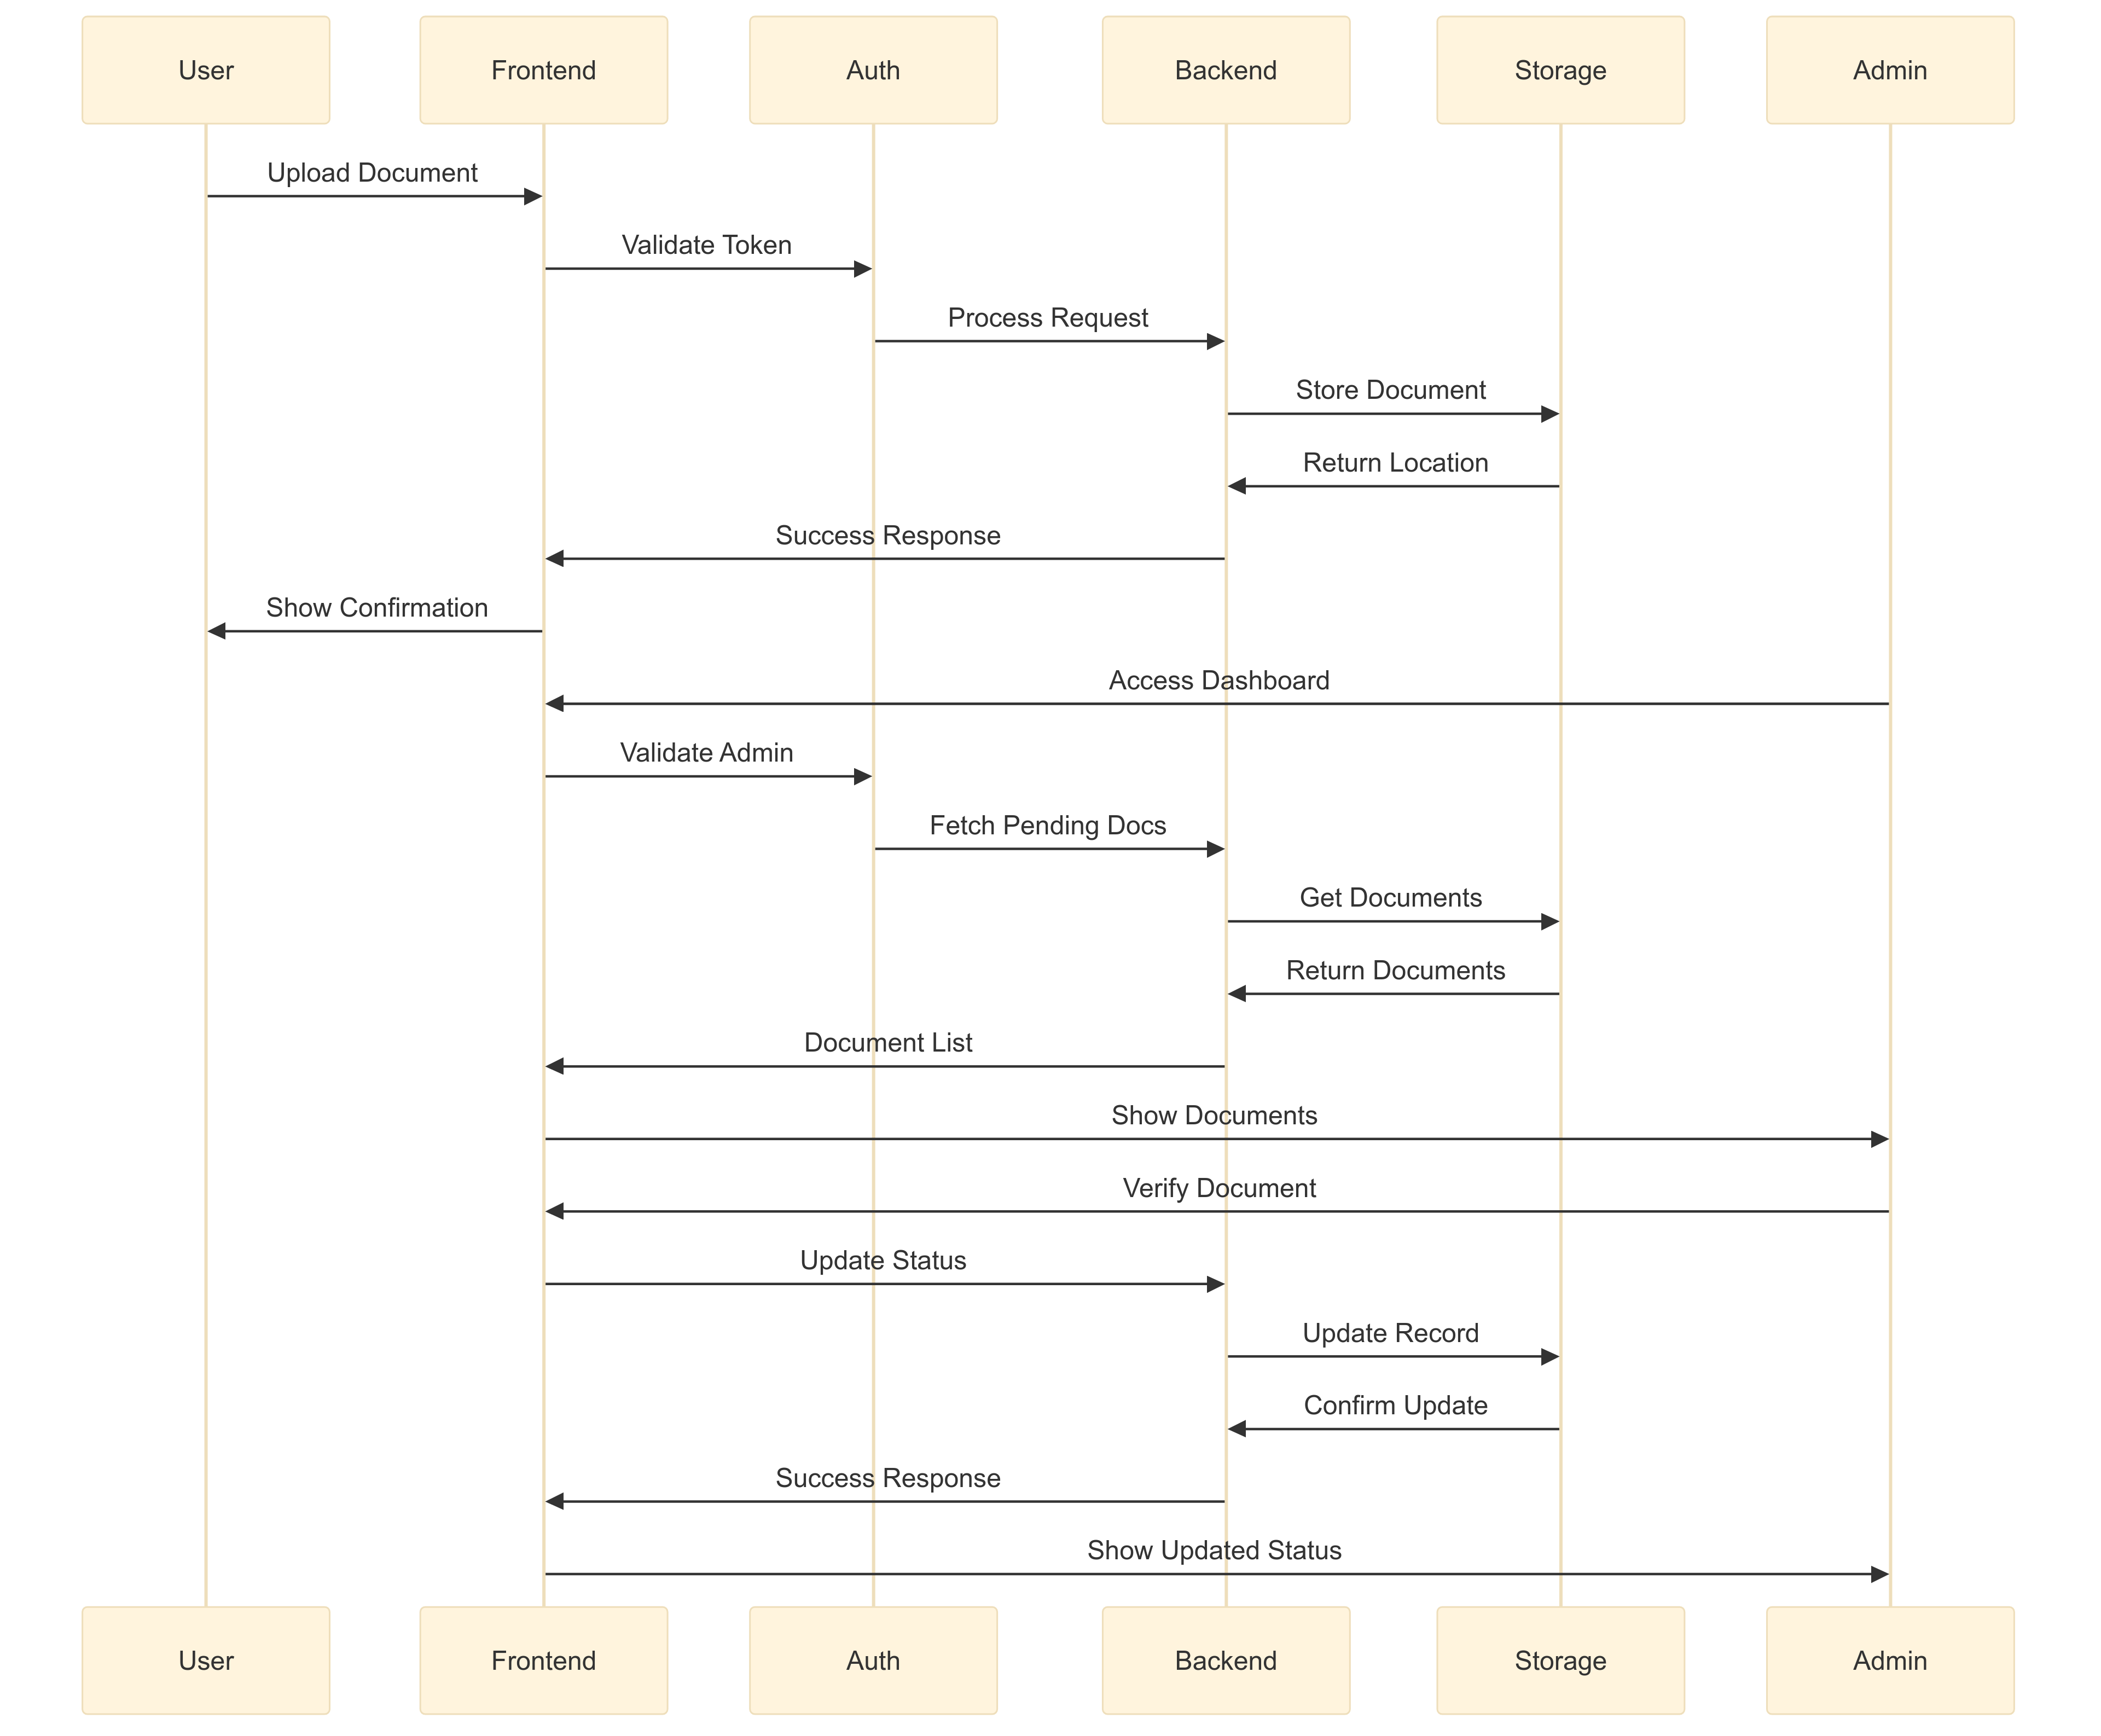 User
Frontend
Auth
Backend
Storage
Admin
Upload Document
Validate Token
Process Request
Store Document
Return Location
Success Response
Show Confirmation
Access Dashboard
Validate Admin
Fetch Pending Docs
Get Documents
Return Documents
Document List
Show Documents
Verify Document
Update Status
Update Record
Confirm Update
Success Response
Show Updated Status
User
Frontend
Auth
Backend
Storage
Admin